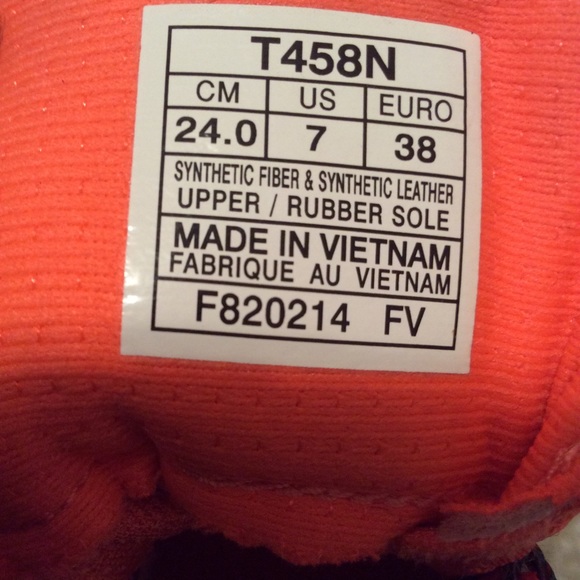 T458N
CM US EURO
24.0 7 38
SYNTHETIC FIBER & SYNTHETIC LEATHER
UPPER / RUBBER SOLE
MADE IN VIETNAM
FABRIQUE AU VIETNAM
F820214 FV